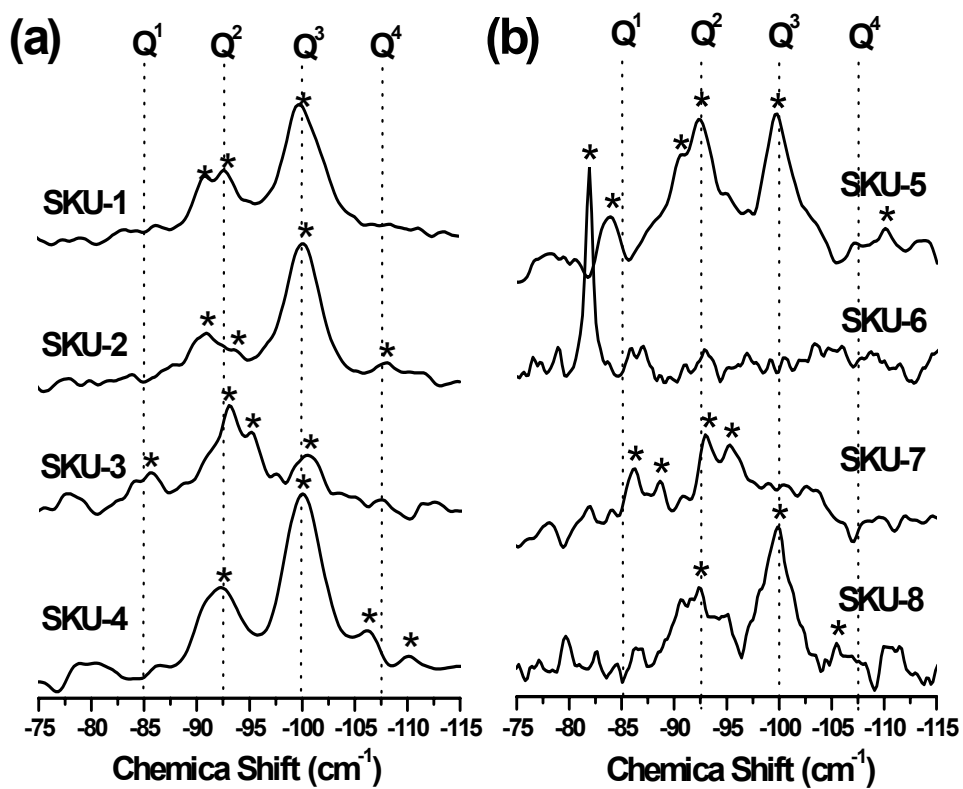 (a) Q¹ Q² Q³ Q⁴
SKU-1
SKU-2
SKU-3
SKU-4
-75 -80 -85 -90 -95 -100 -105 -110 -115
Chemica Shift (cm⁻¹)
(b) Q¹ Q² Q³ Q⁴
SKU-5
SKU-6
SKU-7
SKU-8
-75 -80 -85 -90 -95 -100 -105 -110 -115
Chemica Shift (cm⁻¹)